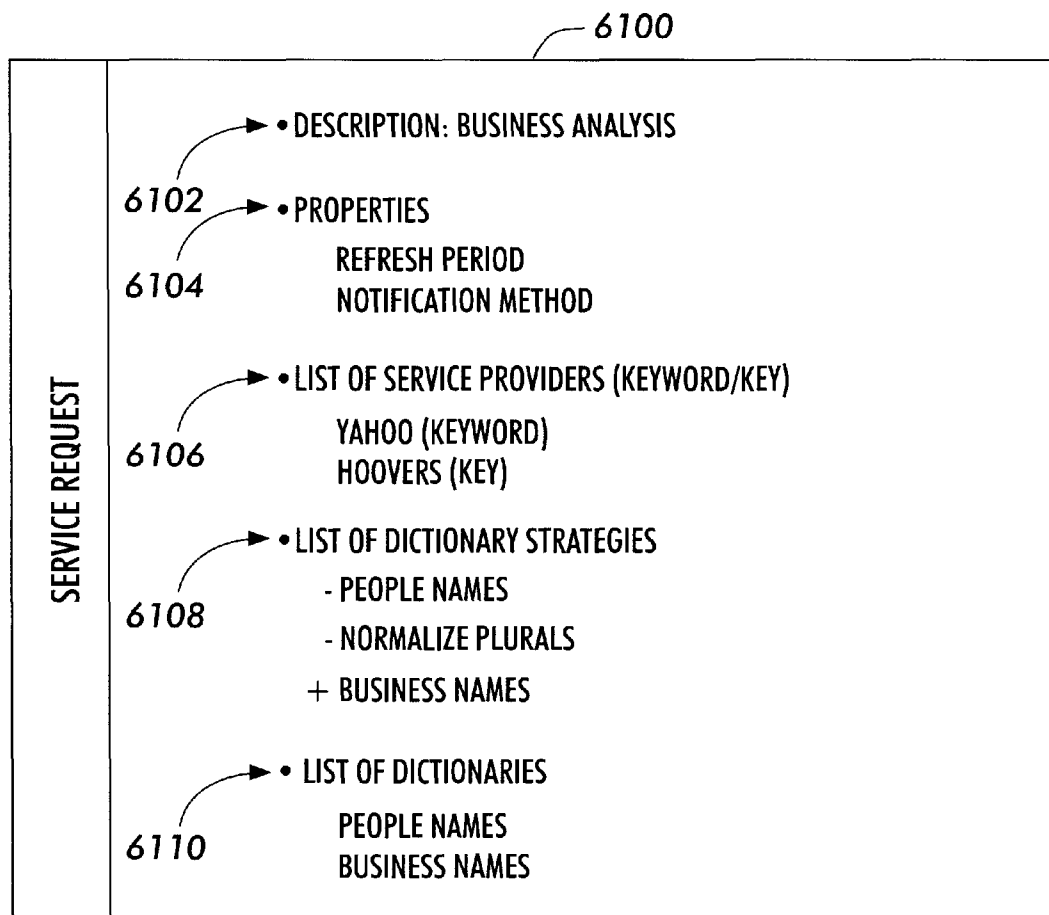 6100
SERVICE REQUEST
• DESCRIPTION: BUSINESS ANALYSIS
6102
• PROPERTIES
REFRESH PERIOD
6104
NOTIFICATION METHOD
• LIST OF SERVICE PROVIDERS (KEYWORD/KEY)
YAHOO (KEYWORD)
6106
HOOVERS (KEY)
• LIST OF DICTIONARY STRATEGIES
- PEOPLE NAMES
6108
- NORMALIZE PLURALS
+ BUSINESS NAMES
• LIST OF DICTIONARIES
PEOPLE NAMES
6110
BUSINESS NAMES